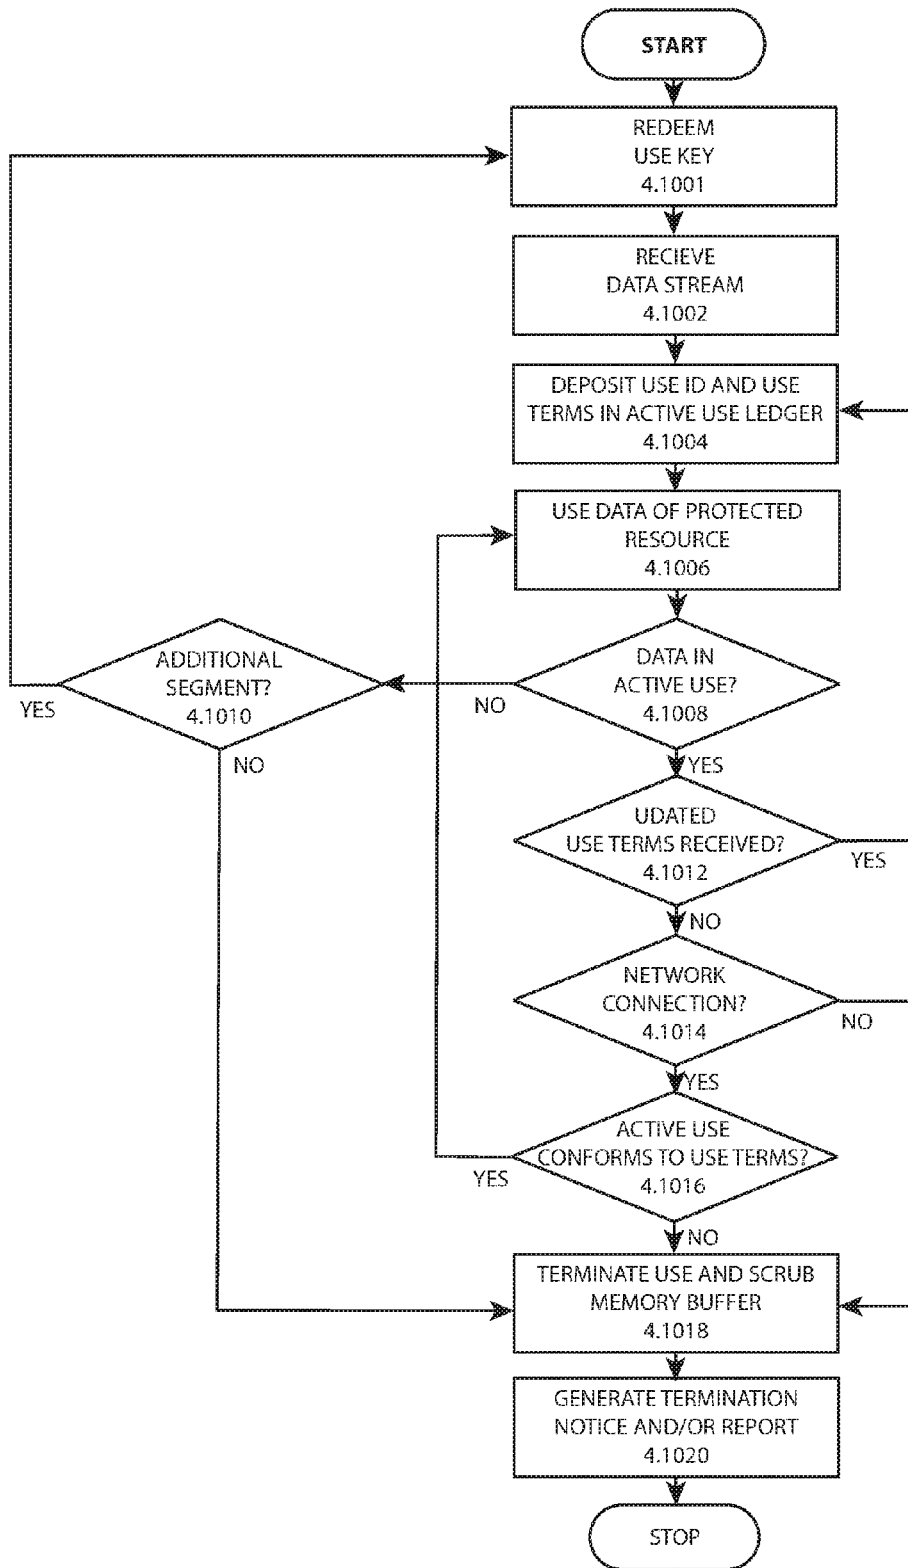 START
REDEEM
USE KEY
4.1001
RECIEVE
DATA STREAM
4.1002
DEPOSIT USE ID AND USE
TERMS IN ACTIVE USE LEDGER
4.1004
USE DATA OF PROTECTED
RESOURCE
4.1006
ADDITIONAL
SEGMENT?
4.1010
YES
NO
DATA IN
ACTIVE USE?
4.1008
NO
YES
UDATED
USE TERMS RECEIVED?
4.1012
YES
NO
NETWORK
CONNECTION?
4.1014
NO
YES
ACTIVE USE
CONFORMS TO USE TERMS?
4.1016
YES
NO
TERMINATE USE AND SCRUB
MEMORY BUFFER
4.1018
GENERATE TERMINATION
NOTICE AND/OR REPORT
4.1020
STOP